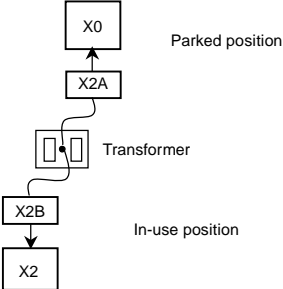 X0
Parked position
X2A
Transformer
X2B
In-use position
X2